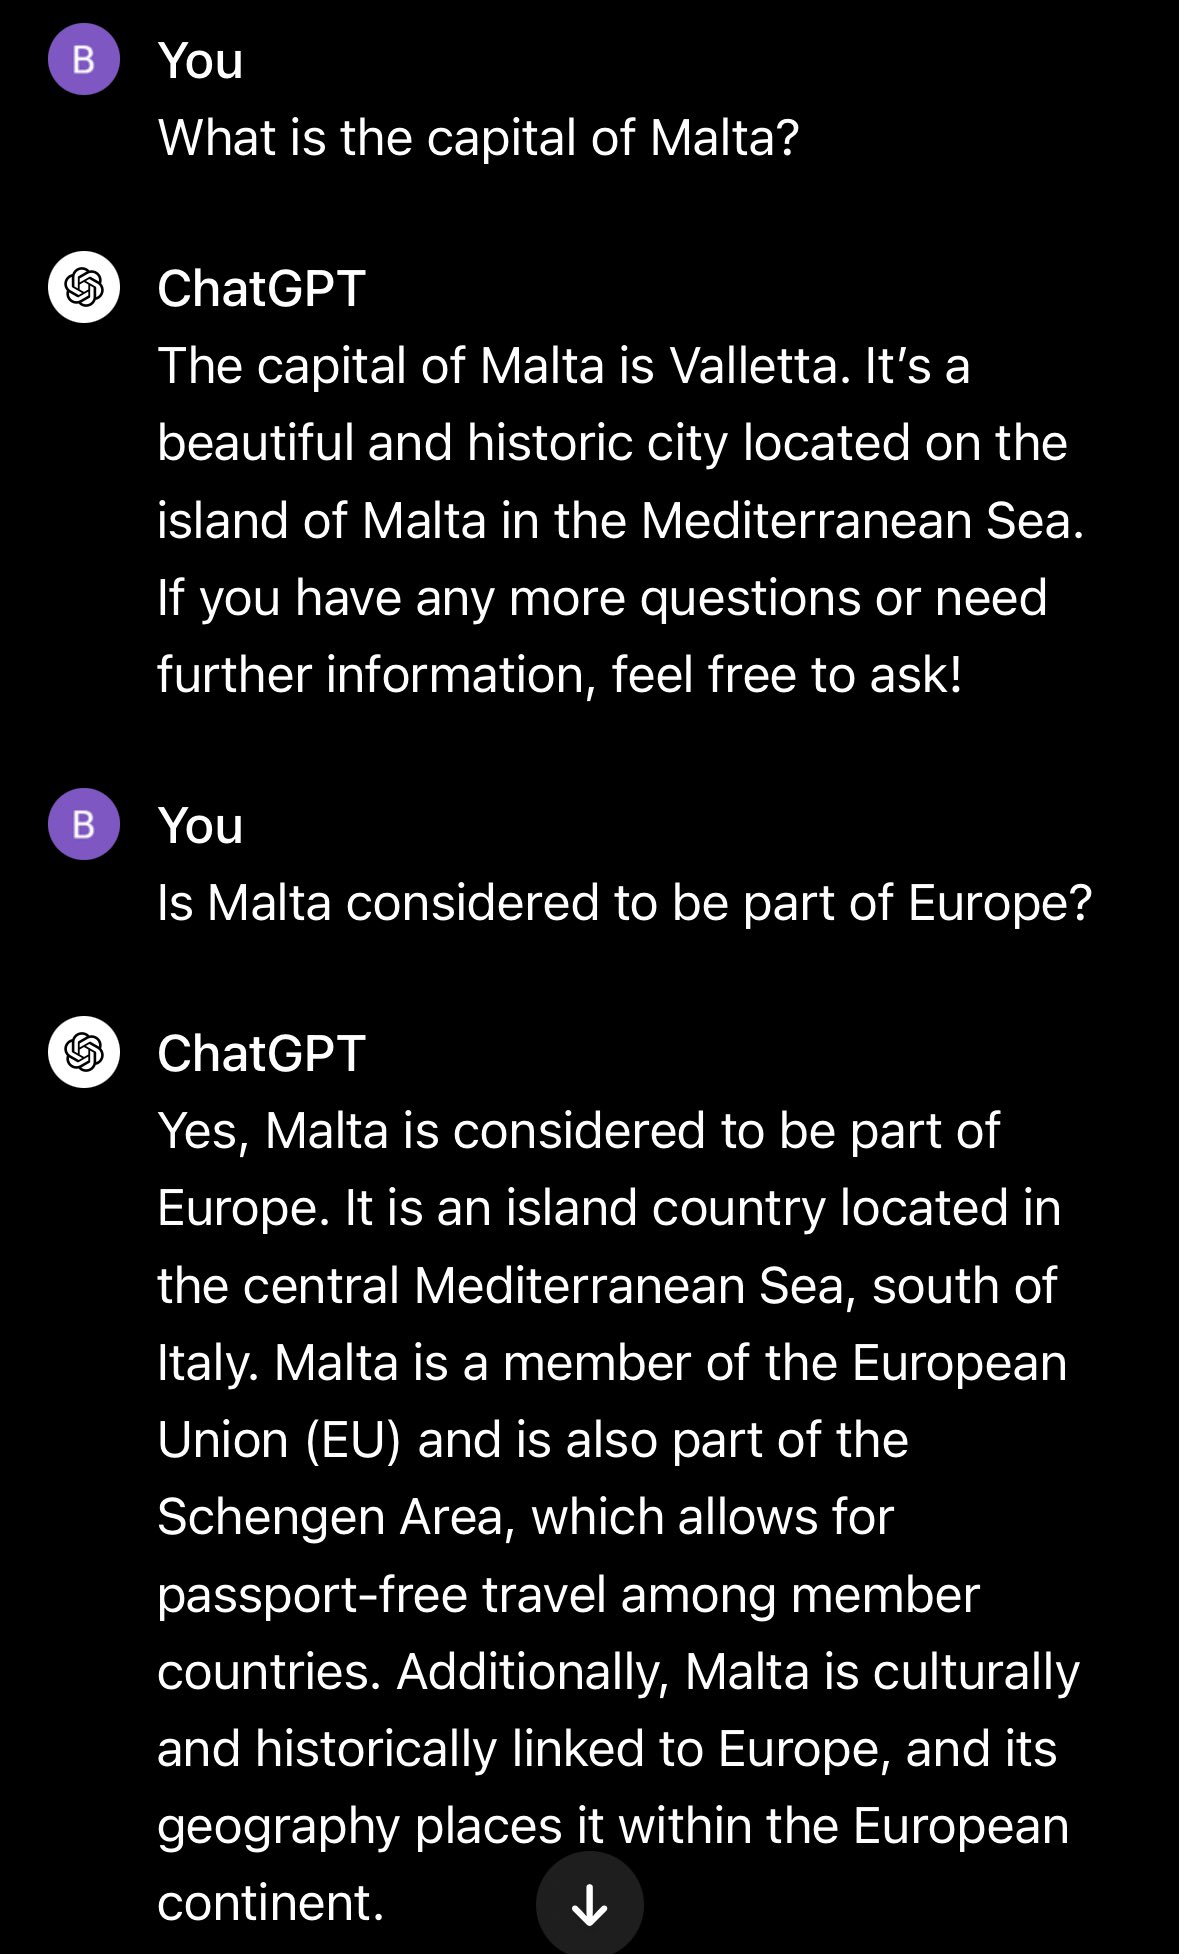 B
You
What is the capital of Malta?
ChatGPT
The capital of Malta is Valletta. It’s a
beautiful and historic city located on the
island of Malta in the Mediterranean Sea.
If you have any more questions or need
further information, feel free to ask!
B
You
Is Malta considered to be part of Europe?
ChatGPT
Yes, Malta is considered to be part of
Europe. It is an island country located in
the central Mediterranean Sea, south of
Italy. Malta is a member of the European
Union (EU) and is also part of the
Schengen Area, which allows for
passport-free travel among member
countries. Additionally, Malta is culturally
and historically linked to Europe, and its
geography places it within the European
continent.